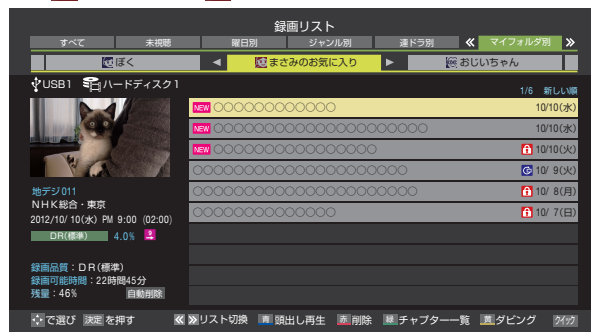 録画リスト
すべて 未視聴 曜日別 ジャンル別 連ドラ別 « マイフォルダ別 »
ぼく ◀ まさみのお気に入り ▶ おじいちゃん
USB1 ハードディスク1
1/6 新しい順
NEW ○○○○○○○○○○○○ 10/10(水)
NEW ○○○○○○○○○○○○○○○○○○○○○ 10/10(水)
NEW ○○○○○○○○○○○○○○○○ 10/10(火)
○○○○○○○○○○○○○○○○○○○○○ 10/ 9(火)
○○○○○○○○○○○○○○○○○○○○○○ 10/ 8(月)
○○○○○○○○○○○○○○ 10/ 7(日)
地デジ011
NHK総合・東京
2012/10/10(水) PM 9:00 (02:00)
DR(標準) 4.0%
録画品質：DR(標準)
録画可能時間：22時間45分
残量：46% 自動削除
で選び 決定 を押す « »リスト切換 青 頭出し再生 赤 削除 緑 チャプター一覧 黄 ダビング クイック